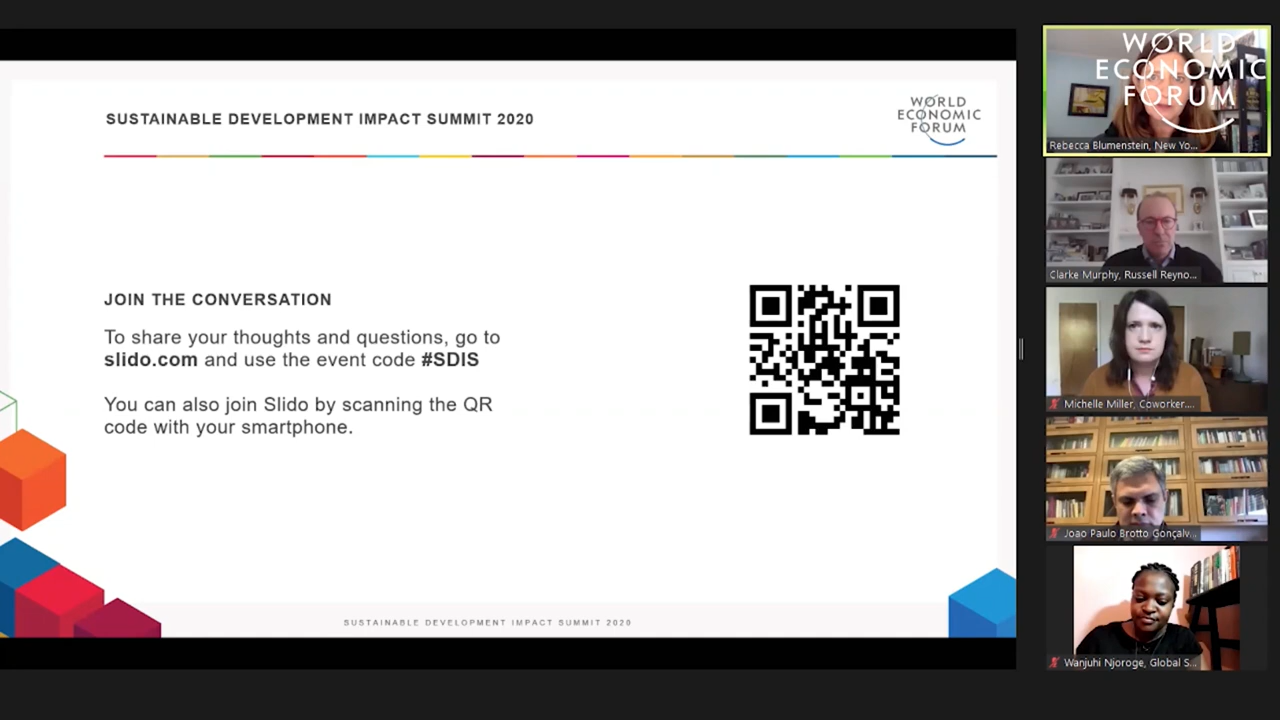 SUSTAINABLE DEVELOPMENT IMPACT SUMMIT 2020
WORLD
ECONOMIC
FORUM
JOIN THE CONVERSATION
To share your thoughts and questions, go to
slido.com and use the event code #SDIS
You can also join Slido by scanning the QR
code with your smartphone.
SUSTAINABLE DEVELOPMENT IMPACT SUMMIT 2020
WORLD
ECONOMIC
FORUM
Rebecca Blumenstein, New Yo...
Clarke Murphy, Russell Reyno...
Michelle Miller, Coworker....
Joao Paulo Brotto Gonçalv...
Wanjuhi Njoroge, Global S...